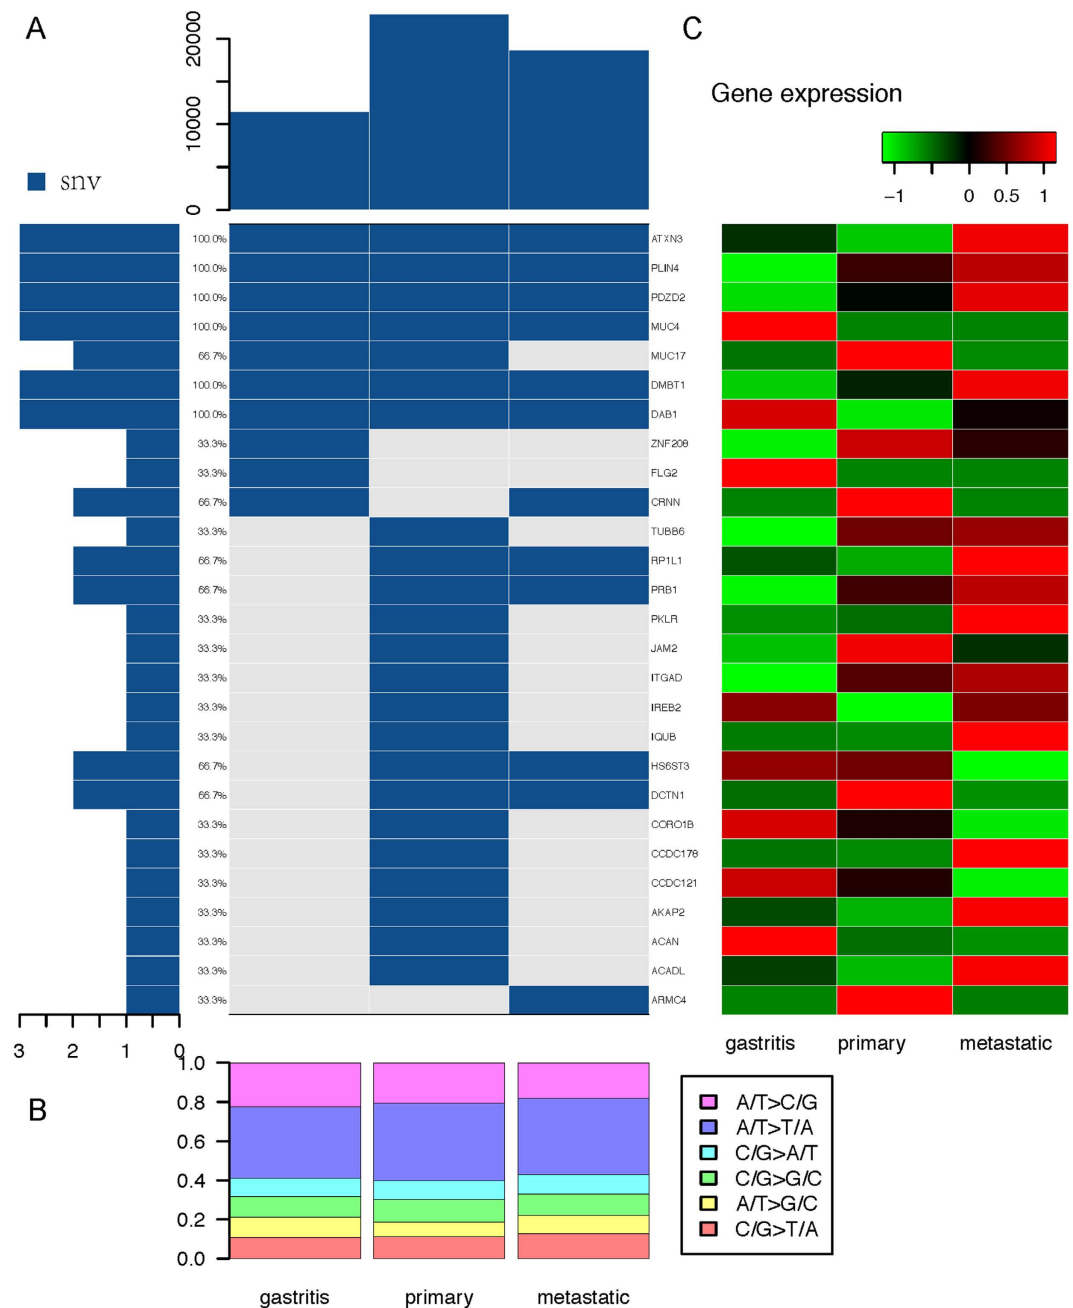 A
C
20000
10000
0
snv
Gene expression
−1 0 0.5 1
100.0% ATXN3
100.0% PLIN4
100.0% PDZD2
100.0% MUC4
66.7% MUC17
100.0% DMBT1
100.0% DAB1
33.3% ZNF208
33.3% FLG2
66.7% CRNN
33.3% TUBB6
66.7% RP1L1
66.7% PRB1
33.3% PKLR
33.3% JAM2
33.3% ITGAD
33.3% IREB2
33.3% IQUB
66.7% HS6ST3
66.7% DCTN1
33.3% CORO1B
33.3% CCDC178
33.3% CCDC121
33.3% AKAP2
33.3% ACAN
33.3% ACADL
33.3% ARMC4
3 2 1 0
gastritis primary metastatic
B
1.0
0.8
0.6
0.4
0.2
0.0
A/T>C/G
A/T>T/A
C/G>A/T
C/G>G/C
A/T>G/C
C/G>T/A
gastritis primary metastatic